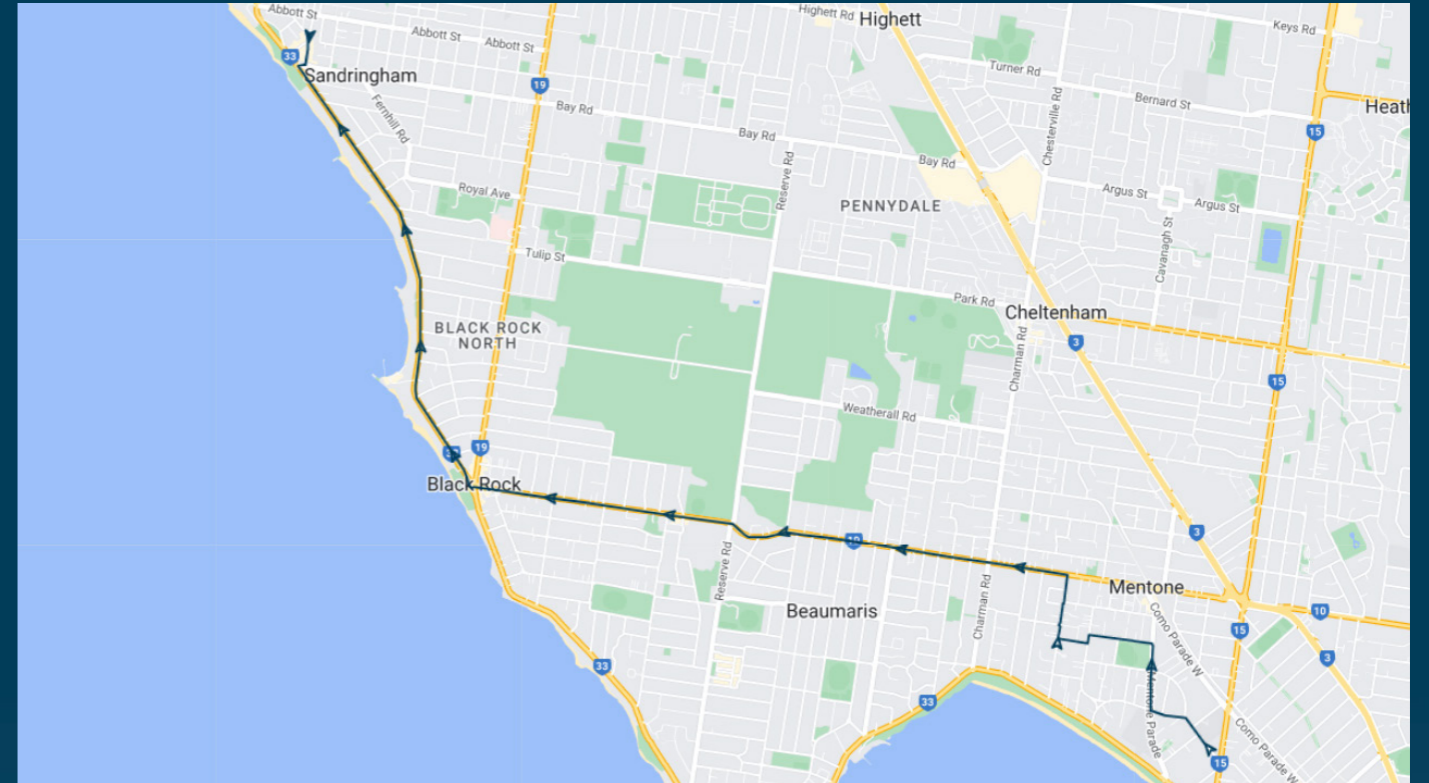 Abbott St
Highett Rd
Highett
Keys Rd
Abbott St
Abbott St
33
Sandringham
Turner Rd
19
Bernard St
Heath
Fernhill Rd
Bay Rd
Bay Rd
Chesterville Rd
15
Bay Rd
Reserve Rd
Royal Ave
PENNYDALE
Argus St
Argus St
Tulip St
Cavanagh St
Park Rd
Cheltenham
BLACK ROCK
NORTH
Charman Rd
3
15
Weatherall Rd
19
Black Rock
3
10
Reserve Rd
Charman Rd
Mentone
Beaumaris
10
Como Parade W
15
3
33
Mentone Parade
33
Como Parade W
15